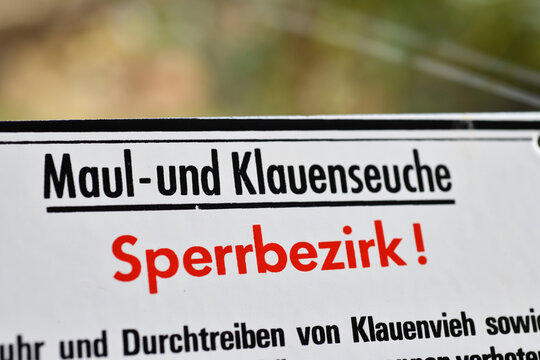 Maul-und Klauenseuche
Sperrbezirk!
und Durchtreiben von Klauenvieh